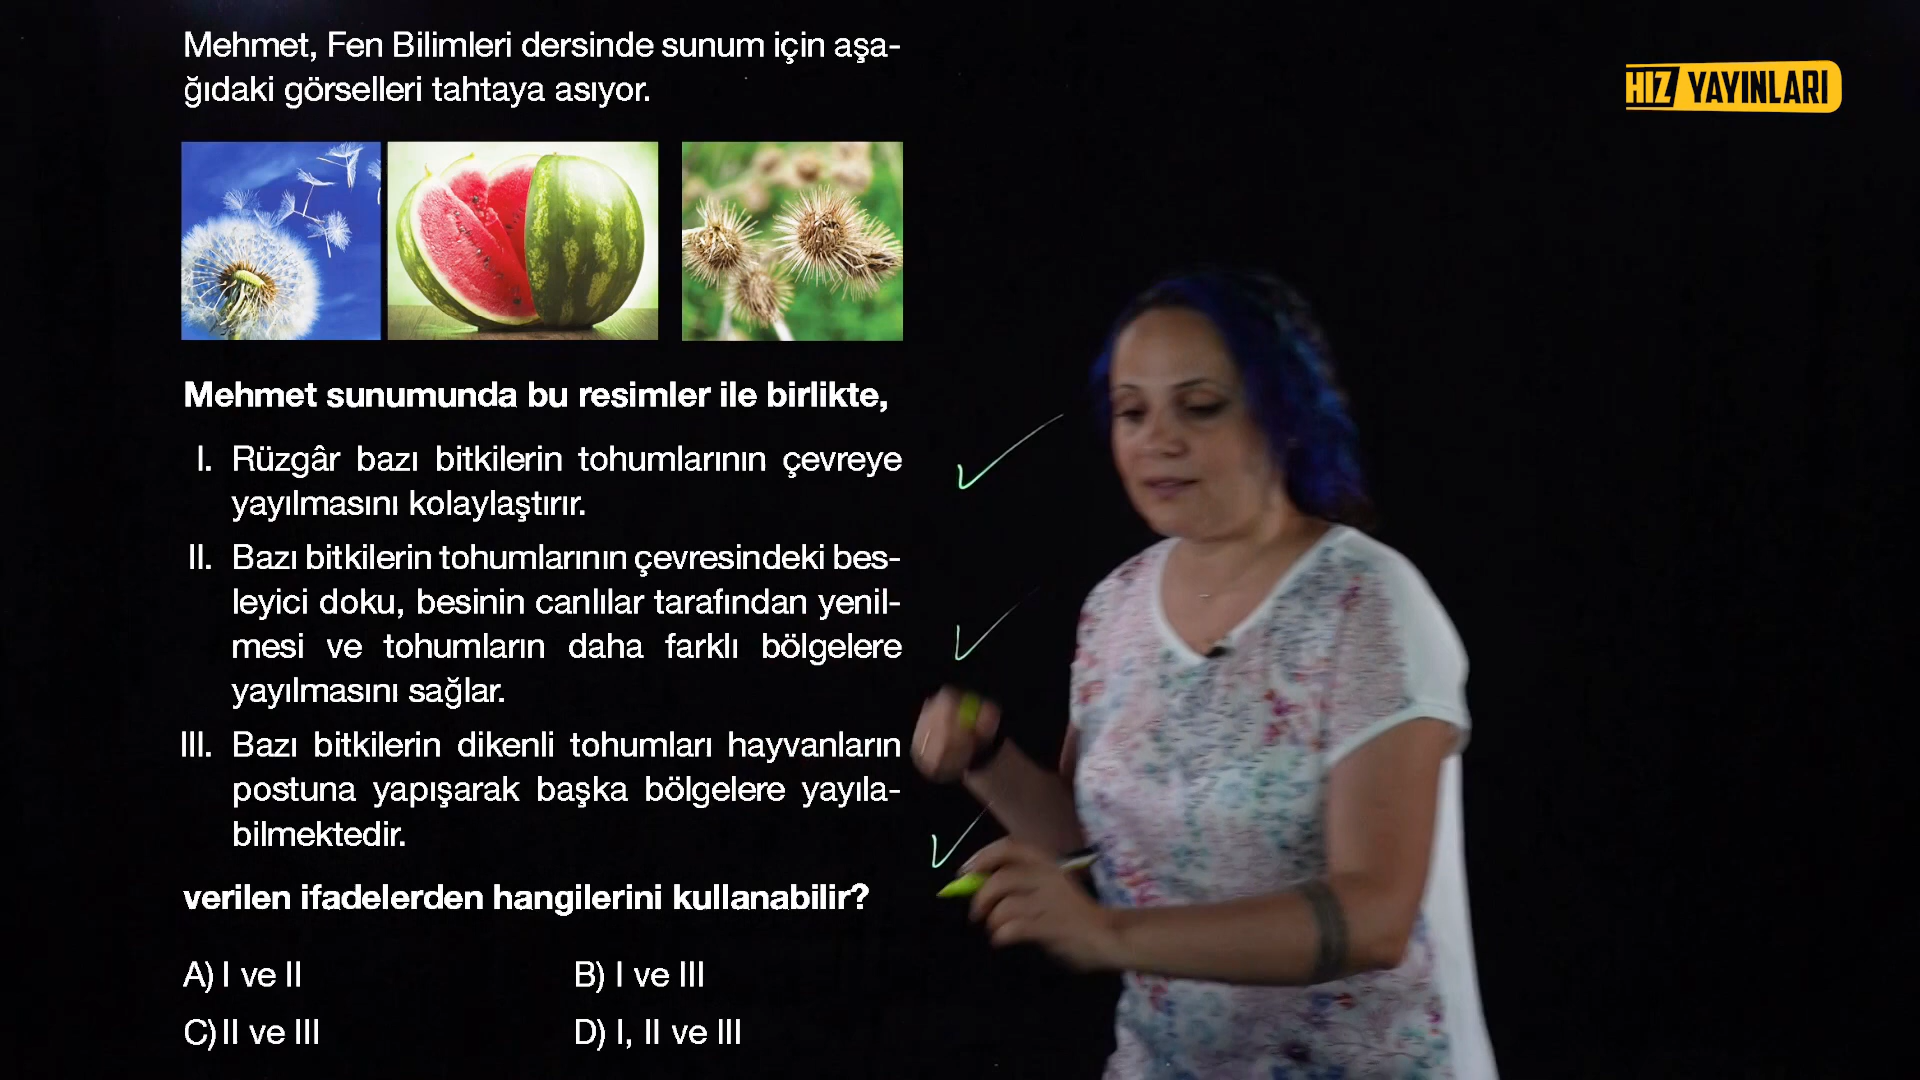 Mehmet, Fen Bilimleri dersinde sunum için aşa-
ğıdaki görselleri tahtaya asıyor.
HIZ YAYINLARI
Mehmet sunumunda bu resimler ile birlikte,
I. Rüzgâr bazı bitkilerin tohumlarının çevreye
yayılmasını kolaylaştırır.
II. Bazı bitkilerin tohumlarının çevresindeki bes-
leyici doku, besinin canlılar tarafından yenil-
mesi ve tohumların daha farklı bölgelere
yayılmasını sağlar.
III. Bazı bitkilerin dikenli tohumları hayvanların
postuna yapışarak başka bölgelere yayıla-
bilmektedir.
verilen ifadelerden hangilerini kullanabilir?
A) I ve II
B) I ve III
C) II ve III
D) I, II ve III